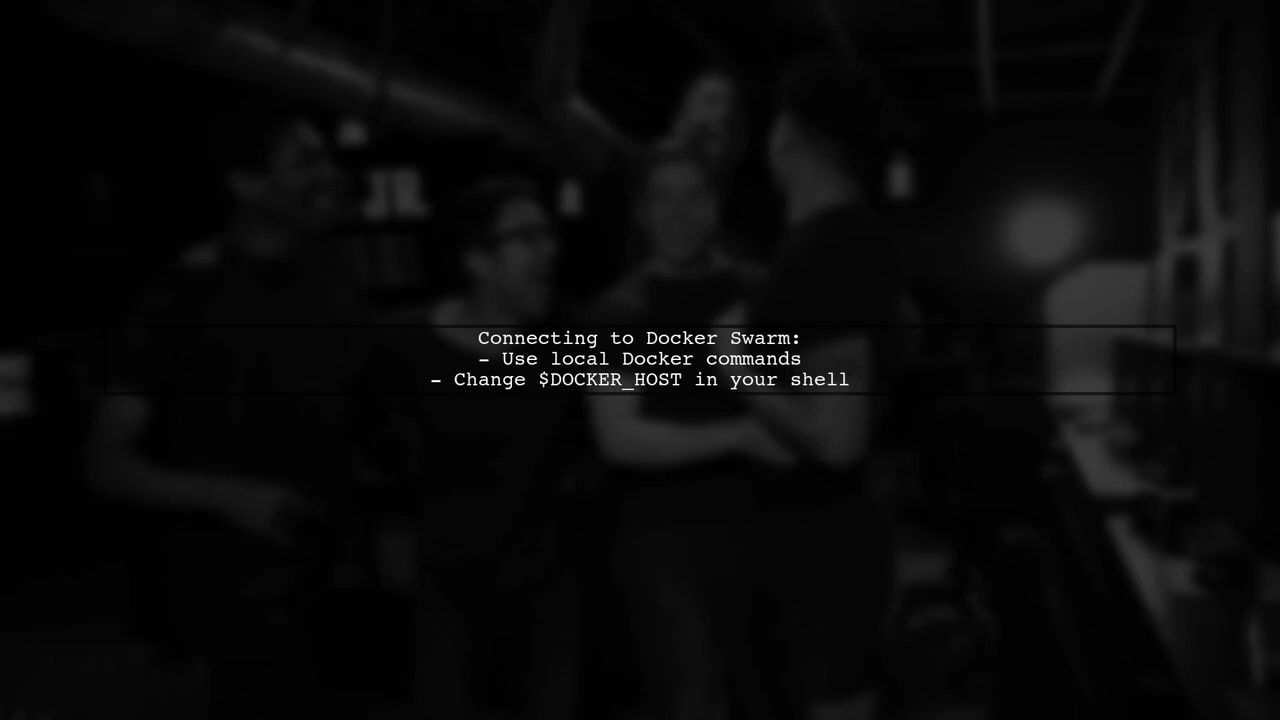 Connecting to Docker Swarm:
- Use local Docker commands
- Change $DOCKER_HOST in your shell